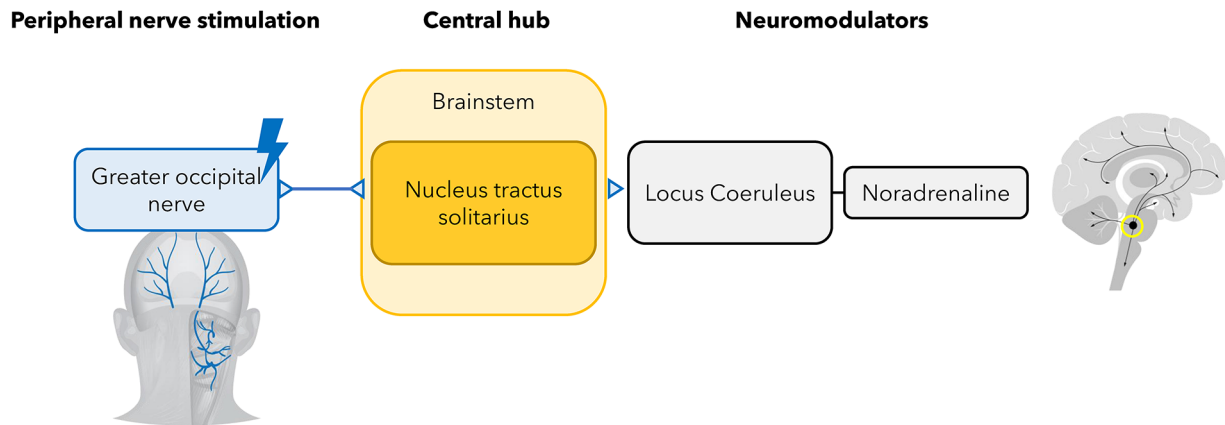 Peripheral nerve stimulation
Central hub
Neuromodulators
Brainstem
Greater occipital
nerve
Nucleus tractus
solitarius
Locus Coeruleus
Noradrenaline